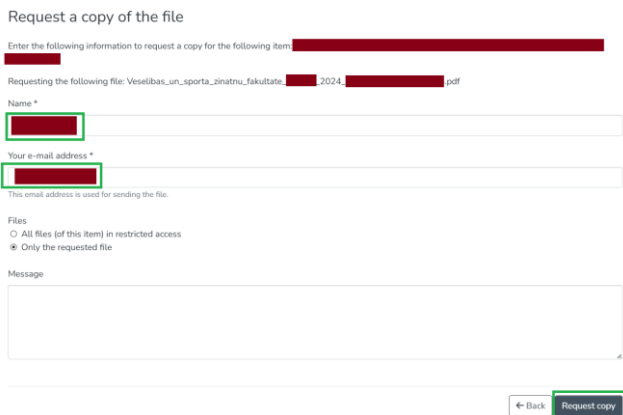 Request a copy of the file
Enter the following information to request a copy for the following item:
Requesting the following file: Veselibas_un_sporta_zinatnu_fakultate_ _2024_ .pdf
Name *
Your e-mail address *
This email address is used for sending the file.
Files
All files (of this item) in restricted access
Only the requested file
Message
← Back Request copy